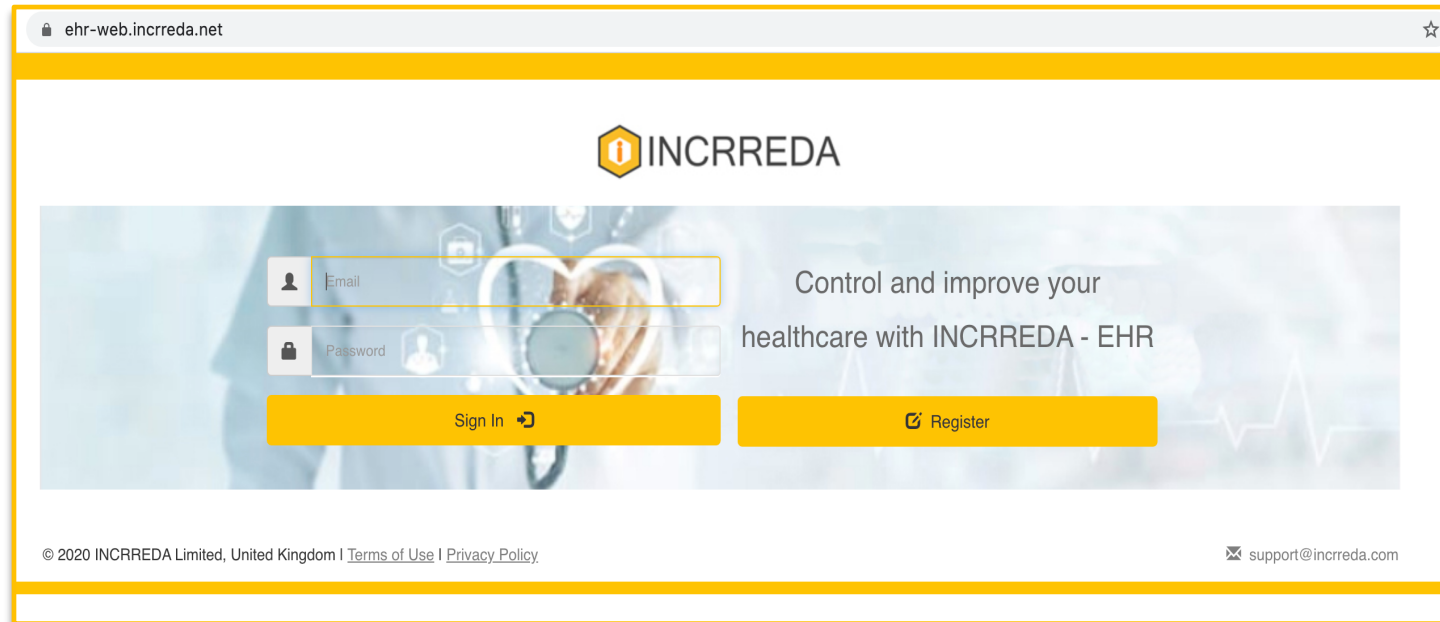 ehr-web.incrreda.net
INCRREDA
Email
Control and improve your
healthcare with INCRREDA - EHR
Password
Sign In
Register
© 2020 INCRREDA Limited, United Kingdom I Terms of Use I Privacy Policy
support@incrreda.com